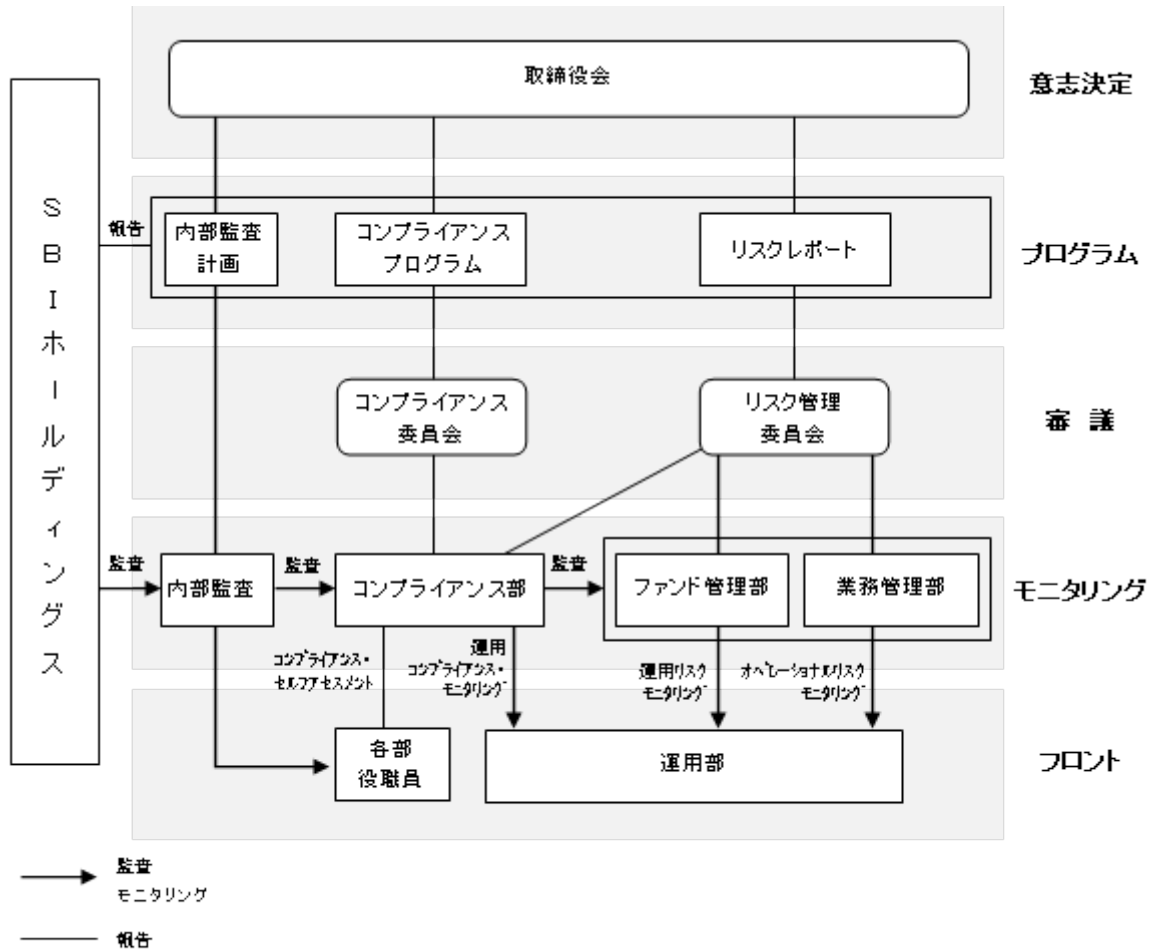 取締役会
意志決定
SBIホールディングス
報告
内部監査
計画
コンプライアンス
プログラム
リスクレポート
プログラム
コンプライアンス
委員会
リスク管理
委員会
審 議
監査
内部監査
監査
コンプライアンス部
監査
ファンド管理部
業務管理部
モニタリング
コンプライアンス・
セルフアセスメント
運用
コンプライアンス・
モニタリング
運用リスク
モニタリング
オペレーショナルリスク
モニタリング
各部
役職員
運用部
フロント
監査
モニタリング
報告